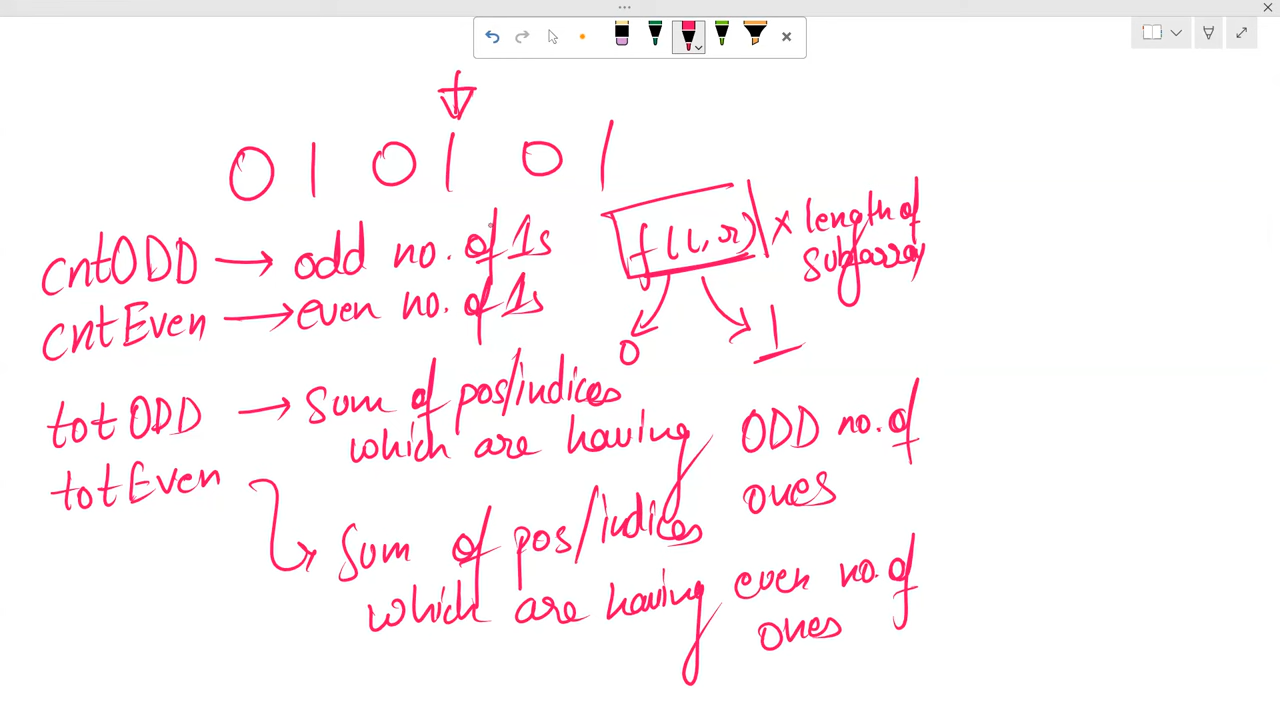 0 1 0 1 0 1
cntODD → odd no. of 1s
cntEven → even no. of 1s
f(l, r) × length of
subarray
0 1
totODD → sum of pos/indices
which are having ODD no. of
ones
totEven
sum of pos/indices
which are having even no. of
ones